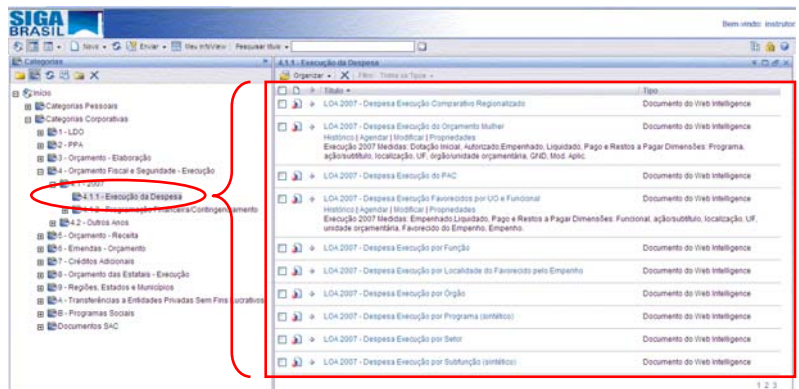 SIGA
BRASIL
Bem-vindo: instrutor
Novo
Enviar
Meu InfoView
Pesquisar título
Categorias
Início
Categorias Pessoais
Categorias Corporativas
1 - LDO
2 - PPA
3 - Orçamento - Elaboração
4 - Orçamento Fiscal e Seguridade - Execução
4.1 - 2007
4.1.1 - Execução da Despesa
4.1.2 - Programação Financeira/Contingenciamento
4.2 - Outros Anos
5 - Orçamento - Receita
6 - Emendas - Orçamento
7 - Créditos Adicionais
8 - Orçamento das Estatais - Execução
9 - Regiões, Estados e Municípios
A - Transferências a Entidades Privadas Sem Fins Lucrativos
B - Programas Sociais
Documentos SAC
4.1.1 - Execução da Despesa
Organizar
Filtro: Todos os Tipos
Título Tipo
LOA 2007 - Despesa Execução Comparativo Regionalizado Documento do Web Intelligence
LOA 2007 - Despesa Execução do Orçamento Mulher Documento do Web Intelligence
Histórico | Agendar | Modificar | Propriedades
Execução 2007 Medidas: Dotação Inicial, Autorizado,Empenhado, Liquidado, Pago e Restos a Pagar Dimensões: Programa,
ação/subtítulo, localização, UF, órgão/unidade orçamentária, GND, Mod. Aplic.
LOA 2007 - Despesa Execução do PAC Documento do Web Intelligence
LOA 2007 - Despesa Execução Favorecidos por UO e Funcional Documento do Web Intelligence
Histórico | Agendar | Modificar | Propriedades
Execução 2007 Medidas: Empenhado,Liquidado, Pago e Restos a Pagar Dimensões: Funcional, ação/subtítulo, localização, UF,
unidade orçamentária, Favorecido do Empenho, Empenho.
LOA 2007 - Despesa Execução por Função Documento do Web Intelligence
LOA 2007 - Despesa Execução por Localidade do Favorecido pelo Empenho Documento do Web Intelligence
LOA 2007 - Despesa Execução por Órgão Documento do Web Intelligence
LOA 2007 - Despesa Execução por Programa (sintético) Documento do Web Intelligence
LOA 2007 - Despesa Execução por Setor Documento do Web Intelligence
LOA 2007 - Despesa Execução por Subfunção (sintético) Documento do Web Intelligence
1 2 3